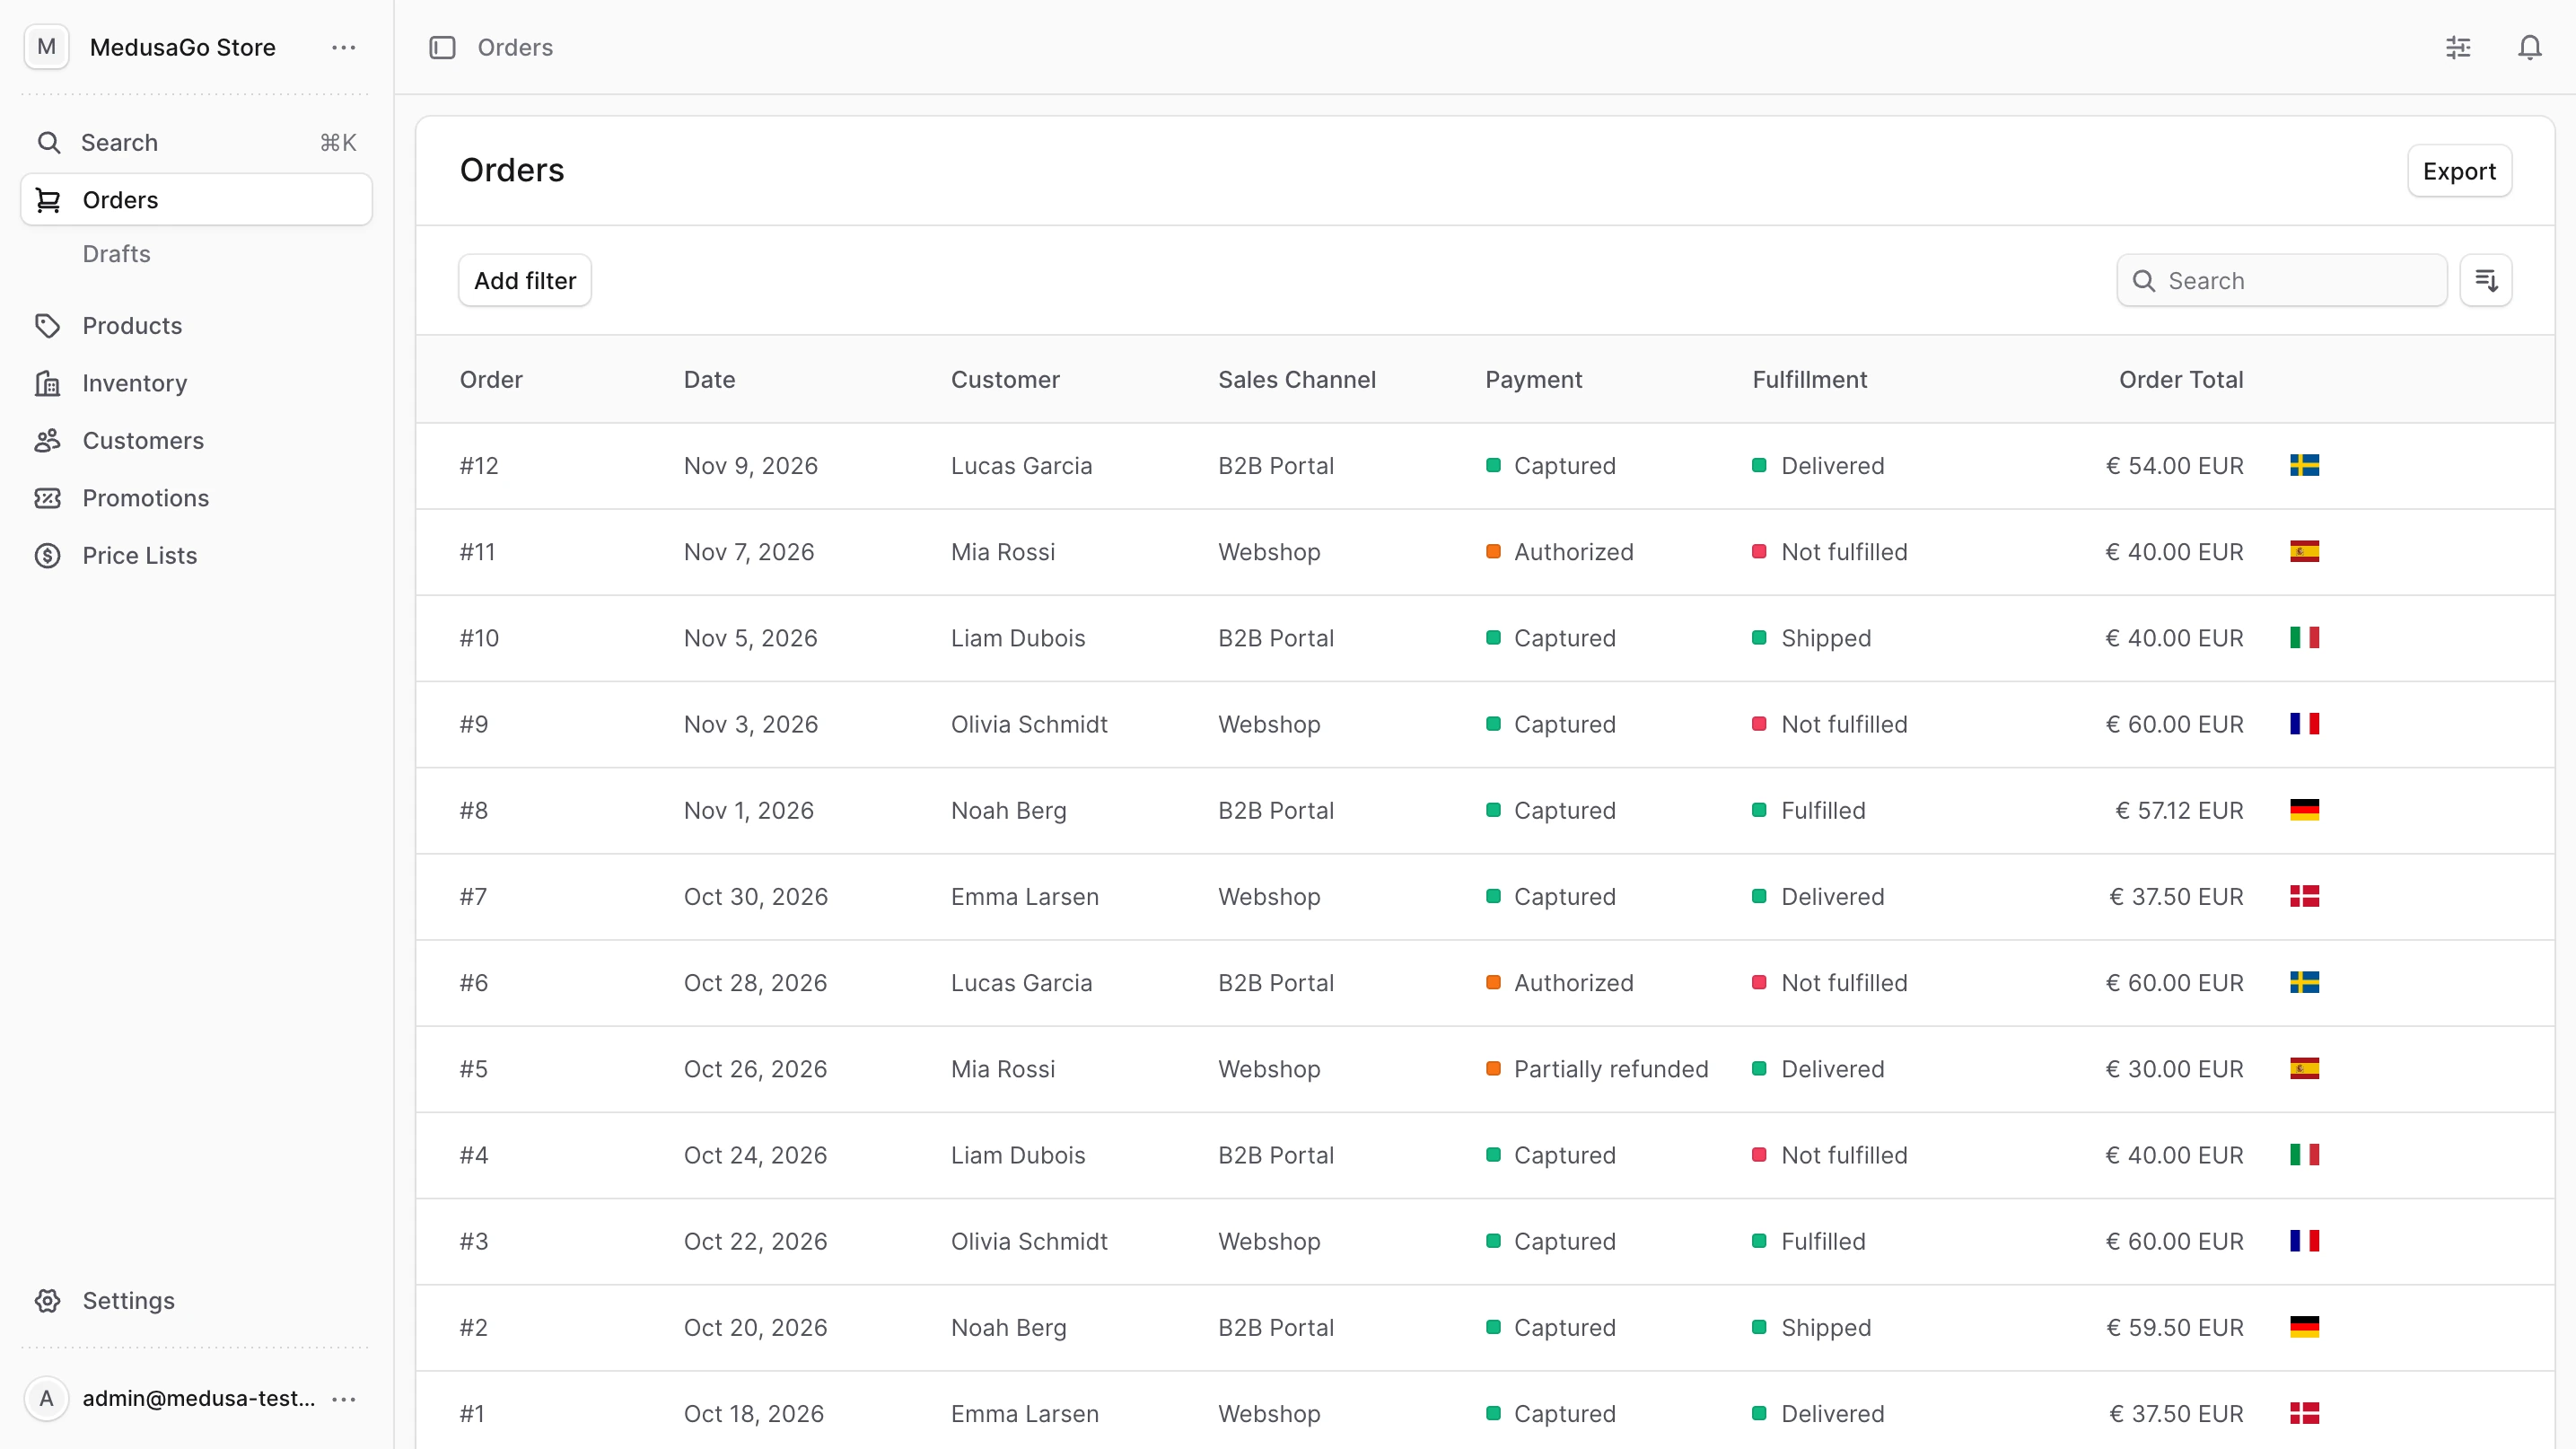 M MedusaGo Store
Orders
Search ⌘K
Orders
Drafts
Products
Inventory
Customers
Promotions
Price Lists
Settings
A admin@medusa-test...
Orders
Export
Add filter
Search
Order Date Customer Sales Channel Payment Fulfillment Order Total
#12 Nov 9, 2026 Lucas Garcia B2B Portal Captured Delivered € 54.00 EUR
#11 Nov 7, 2026 Mia Rossi Webshop Authorized Not fulfilled € 40.00 EUR
#10 Nov 5, 2026 Liam Dubois B2B Portal Captured Shipped € 40.00 EUR
#9 Nov 3, 2026 Olivia Schmidt Webshop Captured Not fulfilled € 60.00 EUR
#8 Nov 1, 2026 Noah Berg B2B Portal Captured Fulfilled € 57.12 EUR
#7 Oct 30, 2026 Emma Larsen Webshop Captured Delivered € 37.50 EUR
#6 Oct 28, 2026 Lucas Garcia B2B Portal Authorized Not fulfilled € 60.00 EUR
#5 Oct 26, 2026 Mia Rossi Webshop Partially refunded Delivered € 30.00 EUR
#4 Oct 24, 2026 Liam Dubois B2B Portal Captured Not fulfilled € 40.00 EUR
#3 Oct 22, 2026 Olivia Schmidt Webshop Captured Fulfilled € 60.00 EUR
#2 Oct 20, 2026 Noah Berg B2B Portal Captured Shipped € 59.50 EUR
#1 Oct 18, 2026 Emma Larsen Webshop Captured Delivered € 37.50 EUR